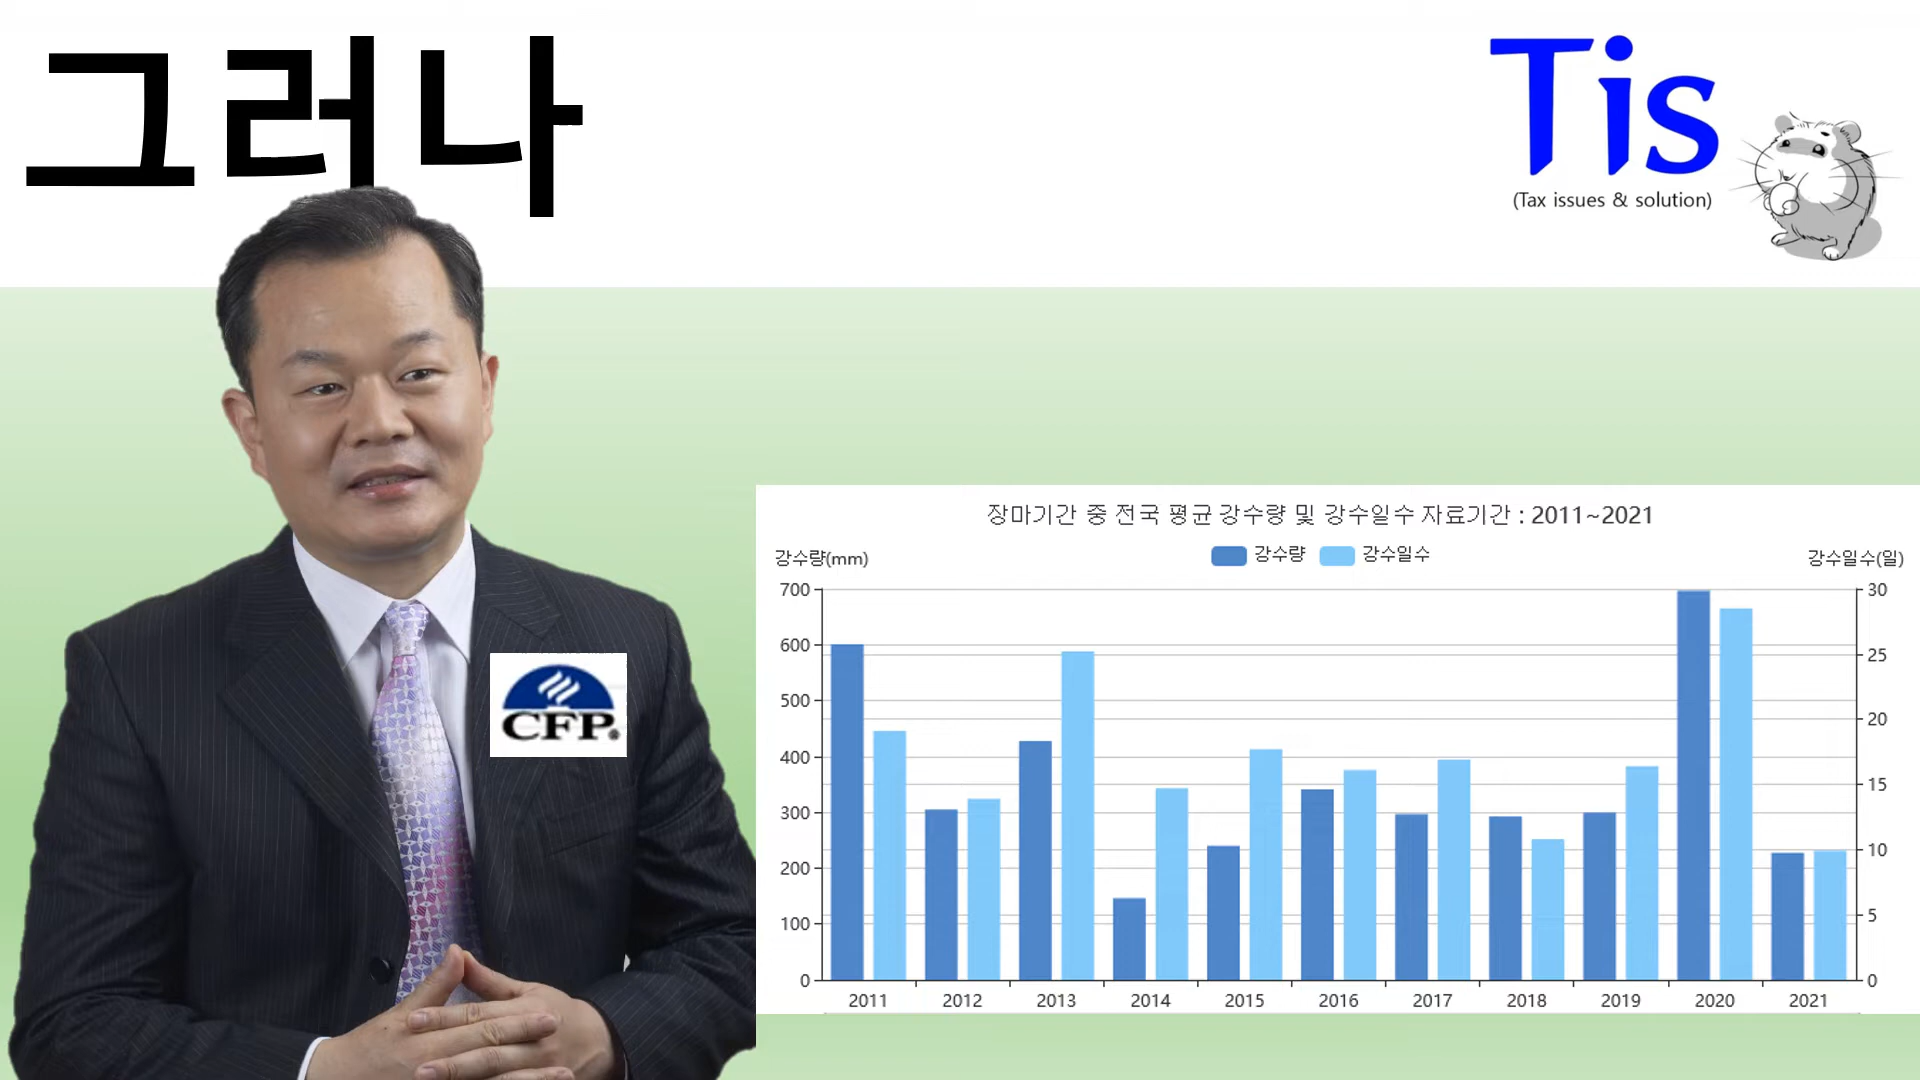 그러나
Tis
(Tax issues & solution)
CFP®
장마기간 중 전국 평균 강수량 및 강수일수 자료기간 : 2011~2021
강수량(mm)
강수량
강수일수
강수일수(일)
700
600
500
400
300
200
100
0
30
25
20
15
10
5
0
2011 2012 2013 2014 2015 2016 2017 2018 2019 2020 2021